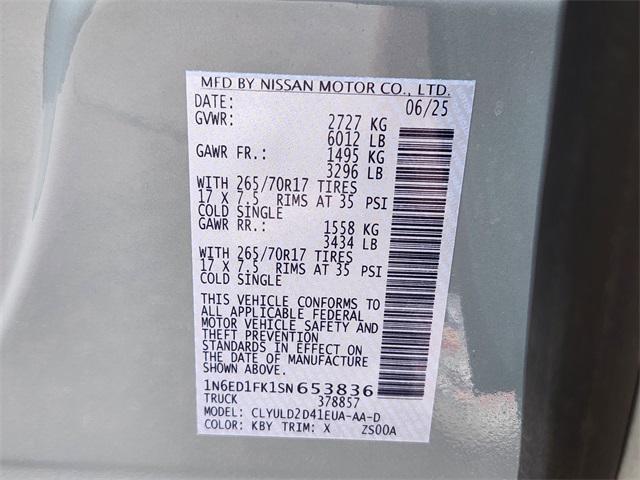 MFD BY NISSAN MOTOR CO., LTD.
DATE: 06/25
GVWR: 2727 KG
6012 LB
GAWR FR.: 1495 KG
3296 LB
WITH 265/70R17 TIRES
17 X 7.5 RIMS AT 35 PSI
COLD SINGLE
GAWR RR.: 1558 KG
3434 LB
WITH 265/70R17 TIRES
17 X 7.5 RIMS AT 35 PSI
COLD SINGLE
THIS VEHICLE CONFORMS TO
ALL APPLICABLE FEDERAL
MOTOR VEHICLE SAFETY AND
THEFT PREVENTION
STANDARDS IN EFFECT ON
THE DATE OF MANUFACTURE
SHOWN ABOVE.
1N6ED1FK1SN653836
TRUCK 378857
MODEL: CLYULD2D41EUA-AA-D
COLOR: KBY TRIM: X ZS00A